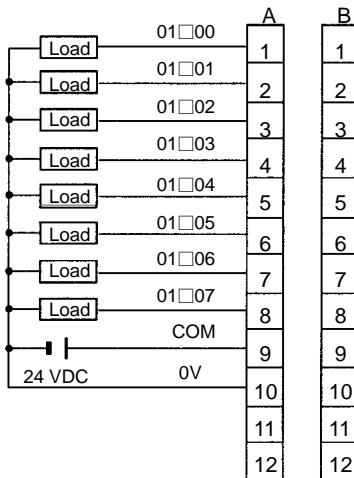 A B
01□00
Load 1 1
01□01
Load 2 2
01□02
Load 3 3
01□03
Load 4 4
01□04
Load 5 5
01□05
Load 6 6
01□06
Load 7 7
01□07
Load 8 8
COM
9 9
24 VDC 0V
10 10
11 11
12 12